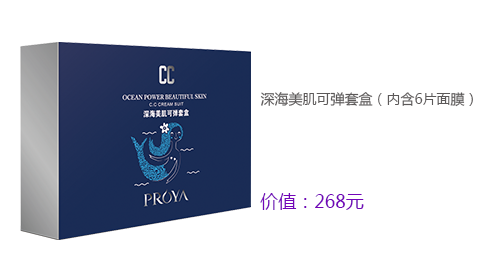 CC
OCEAN POWER BEAUTIFUL SKIN
C.C CREAM SUIT
深海美肌可弹套盒
PROYA
深海美肌可弹套盒（内含6片面膜）
价值：268元